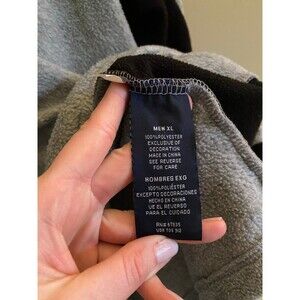 MEN XL
100%POLYESTER
EXCLUSIVE OF
DECORATION
MADE IN CHINA
SEE REVERSE
FOR CARE
HOMBRES EXG
100%POLIÉSTER
EXCEPTO DECORACIONES
HECHO EN CHINA
VE EL REVERSO
PARA EL CUIDADO
RN#